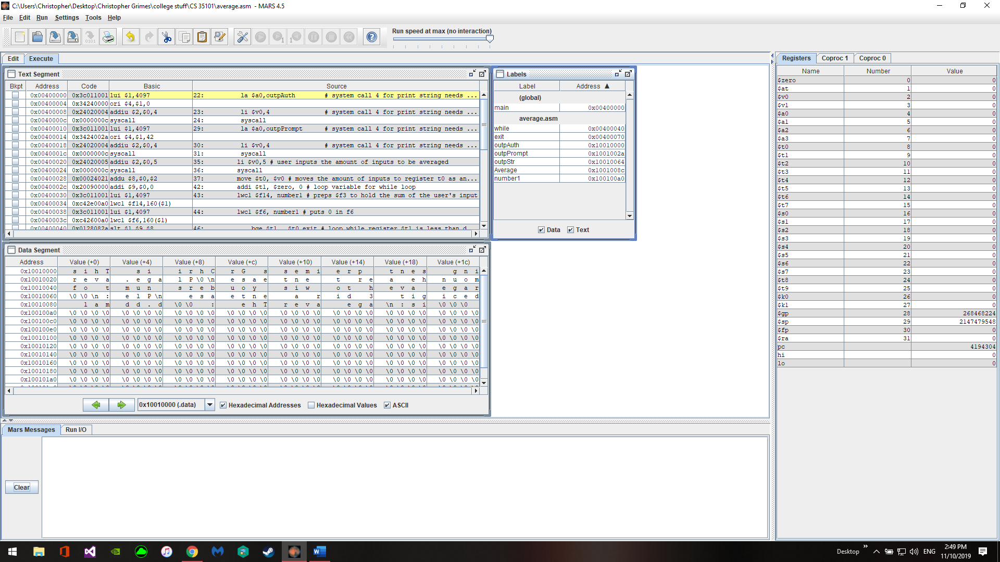 C:\Users\Christopher\Desktop\Christopher Grimes\college stuff\CS 35101\average.asm - MARS 4.5
File Edit Run Settings Tools Help
Run speed at max (no interaction)
Edit Execute
Text Segment
Bkpt Address Code Basic Source
0x00400000 0x3c011001 lui $1,4097 22: la $a0,outpAuth # system call 4 for print string needs ...
0x00400004 0x34240000 ori $4,$1,0
0x00400008 0x24020004 addiu $2,$0,4 23: li $v0,4 # system call 4 for print string needs ...
0x0040000c 0x0000000c syscall 24: syscall
0x00400010 0x3c011001 lui $1,4097 29: la $a0,outpPrompt # system call 4 for print string needs ...
0x00400014 0x3424002a ori $4,$1,42
0x00400018 0x24020004 addiu $2,$0,4 30: li $v0,4 # system call 4 for print string needs ...
0x0040001c 0x0000000c syscall 31: syscall
0x00400020 0x24020005 addiu $2,$0,5 35: li $v0,5 # user inputs the amount of inputs to be averaged
0x00400024 0x0000000c syscall 36: syscall
0x00400028 0x00024021 addu $8,$0,$2 37: move $t0, $v0 # moves the amount of inputs to register t0 as an...
0x0040002c 0x20090000 addi $9,$0,0 42: addi $t1, $zero, 0 # loop variable for while loop
0x00400030 0x3c011001 lui $1,4097 43: lwc1 $f14, number1 # preps $f3 to hold the sum of the user's input
0x00400034 0xc42e00a0 lwc1 $f14,160($1)
0x00400038 0x3c011001 lui $1,4097 44: lwc1 $f6, number1 # puts 0 in f6
0x0040003c 0xc42600a0 lwc1 $f6,160($1)
0x00400040 0x0128082a slt $1,$9,$8 46: bge $t1, $t0 exit # loop while register $t1 is less than d
Labels
Label Address ▲
(global)
main 0x00400000
average.asm
while 0x00400040
exit 0x00400070
outpAuth 0x10010000
outpPrompt 0x1001002a
outpStr 0x10010064
Average 0x1001008c
number1 0x100100a0
Data Text
Data Segment
Address Value (+0) Value (+4) Value (+8) Value (+c) Value (+10) Value (+14) Value (+18) Value (+1c)
0x10010000 s i h T s i i r h C r G s s e m i e r p t n e s g n i
0x10010020 r e v a . e g a l P \0 \n e s a e t n e t r e a e h n u o m
0x10010040 f o t m u n s r e b u o y s i w o t h e v a e g a r
0x10010060 \0 \0 \n : e l P \n e s a e t n e a r i d 3 t i g i c e d
0x10010080 l a m d d . d \0 \0 : e h T r e v a e g a \n : s i \0 \0 \0
0x100100a0 \0 \0 \0 \0 \0 \0 \0 \0 \0 \0 \0 \0 \0 \0 \0 \0 \0 \0 \0 \0 \0 \0 \0 \0 \0 \0 \0 \0 \0 \0 \0 \0
0x100100c0 \0 \0 \0 \0 \0 \0 \0 \0 \0 \0 \0 \0 \0 \0 \0 \0 \0 \0 \0 \0 \0 \0 \0 \0 \0 \0 \0 \0 \0 \0 \0 \0
0x100100e0 \0 \0 \0 \0 \0 \0 \0 \0 \0 \0 \0 \0 \0 \0 \0 \0 \0 \0 \0 \0 \0 \0 \0 \0 \0 \0 \0 \0 \0 \0 \0 \0
0x10010100 \0 \0 \0 \0 \0 \0 \0 \0 \0 \0 \0 \0 \0 \0 \0 \0 \0 \0 \0 \0 \0 \0 \0 \0 \0 \0 \0 \0 \0 \0 \0 \0
0x10010120 \0 \0 \0 \0 \0 \0 \0 \0 \0 \0 \0 \0 \0 \0 \0 \0 \0 \0 \0 \0 \0 \0 \0 \0 \0 \0 \0 \0 \0 \0 \0 \0
0x10010140 \0 \0 \0 \0 \0 \0 \0 \0 \0 \0 \0 \0 \0 \0 \0 \0 \0 \0 \0 \0 \0 \0 \0 \0 \0 \0 \0 \0 \0 \0 \0 \0
0x10010160 \0 \0 \0 \0 \0 \0 \0 \0 \0 \0 \0 \0 \0 \0 \0 \0 \0 \0 \0 \0 \0 \0 \0 \0 \0 \0 \0 \0 \0 \0 \0 \0
0x10010180 \0 \0 \0 \0 \0 \0 \0 \0 \0 \0 \0 \0 \0 \0 \0 \0 \0 \0 \0 \0 \0 \0 \0 \0 \0 \0 \0 \0 \0 \0 \0 \0
0x100101a0 \0 \0 \0 \0 \0 \0 \0 \0 \0 \0 \0 \0 \0 \0 \0 \0 \0 \0 \0 \0 \0 \0 \0 \0 \0 \0 \0 \0 \0 \0 \0 \0
0x10010000 (.data) Hexadecimal Addresses Hexadecimal Values ASCII
Mars Messages Run I/O
Clear
Registers Coproc 1 Coproc 0
Name Number Value
$zero 0 0
$at 1 0
$v0 2 0
$v1 3 0
$a0 4 0
$a1 5 0
$a2 6 0
$a3 7 0
$t0 8 0
$t1 9 0
$t2 10 0
$t3 11 0
$t4 12 0
$t5 13 0
$t6 14 0
$t7 15 0
$s0 16 0
$s1 17 0
$s2 18 0
$s3 19 0
$s4 20 0
$s5 21 0
$s6 22 0
$s7 23 0
$t8 24 0
$t9 25 0
$k0 26 0
$k1 27 0
$gp 28 268468224
$sp 29 2147479548
$fp 30 0
$ra 31 0
pc 4194304
hi 0
lo 0
Desktop » ENG 2:49 PM
11/10/2019